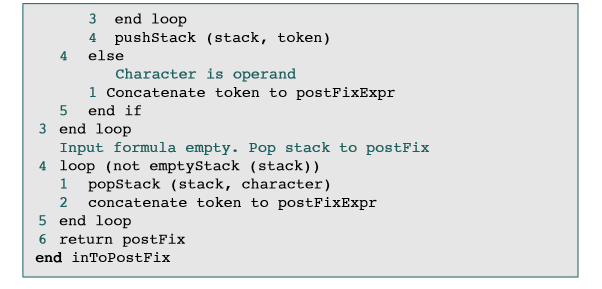 3 end loop
4 pushStack (stack, token)
4 else
Character is operand
1 Concatenate token to postFixExpr
5 end if
3 end loop
Input formula empty. Pop stack to postFix
4 loop (not emptyStack (stack))
1 popStack (stack, character)
2 concatenate token to postFixExpr
5 end loop
6 return postFix
end inToPostFix